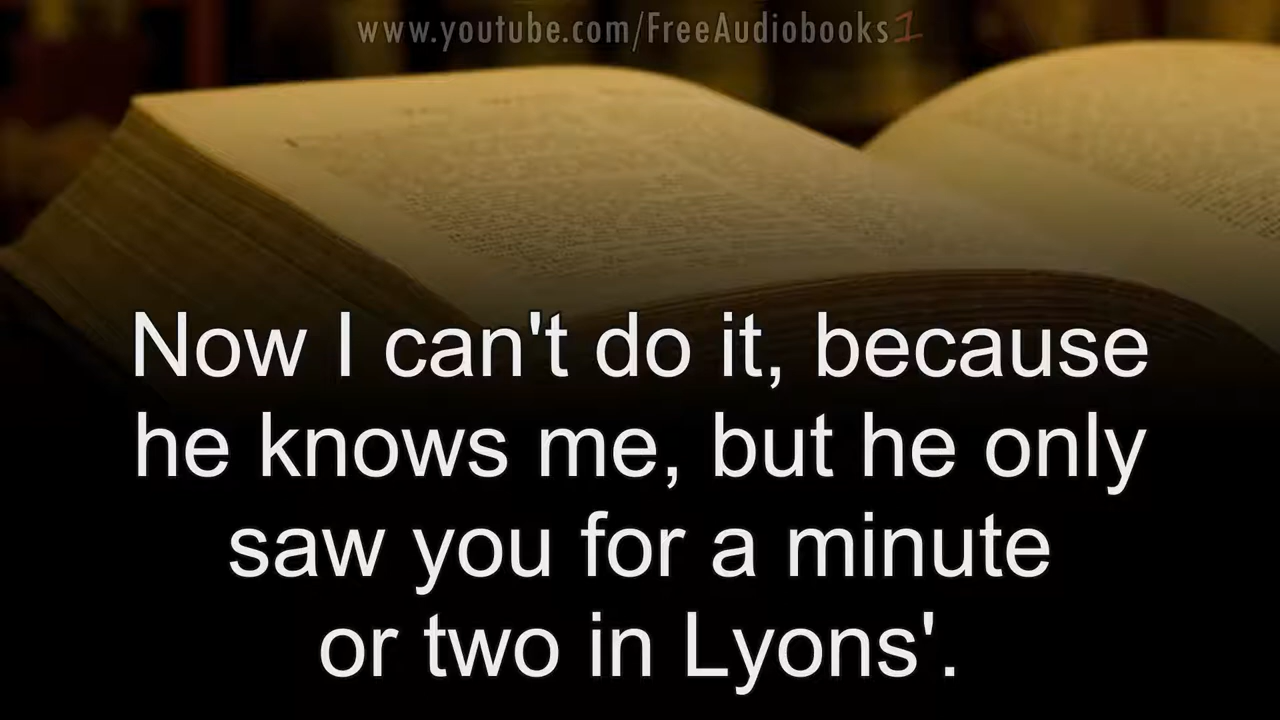 www.youtube.com/FreeAudiobooks1
Now I can't do it, because
he knows me, but he only
saw you for a minute
or two in Lyons'.